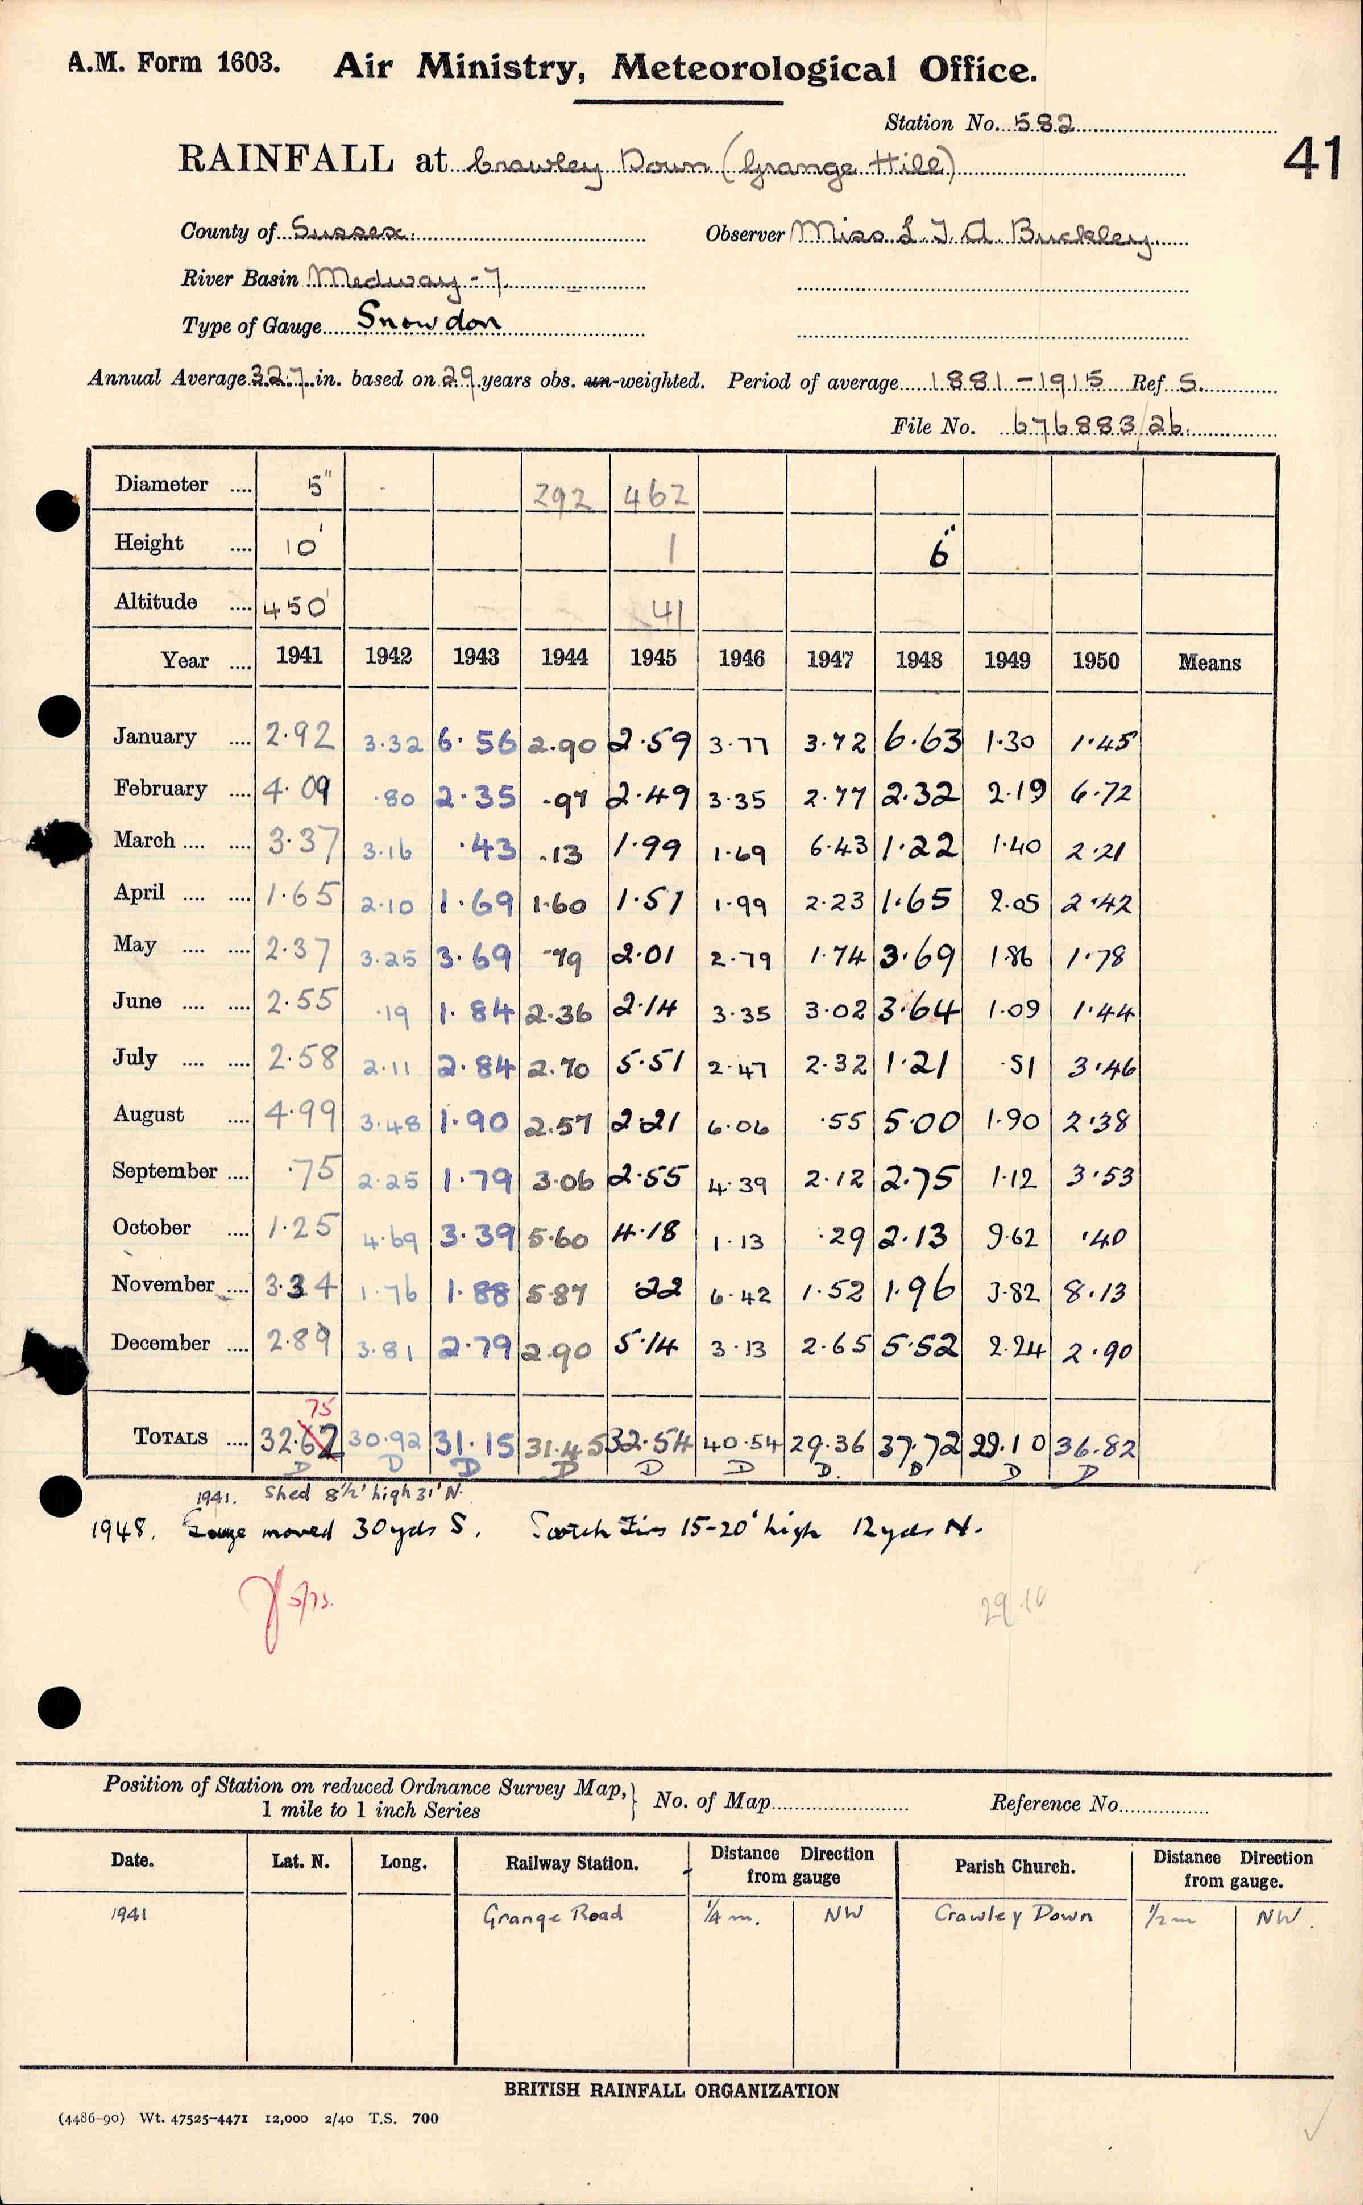 A.M. Form 1603. Air Ministry, Meteorological Office.
Station No. 582
41
RAINFALL at Crawley Down (Grange Hill)
County of Sussex. Observer Miss L J A Buckley
River Basin Medway - 7.
Type of Gauge Snowdon
Annual Average 32.7 in. based on 29 years obs. un-weighted. Period of average 1881-1915 Ref S.
File No. 676883/26.
Diameter .... 5" 292 462
Height .... 10' 1 6'
Altitude .... 450' 41
Year .... 1941 1942 1943 1944 1945 1946 1947 1948 1949 1950 Means
January .... 2.92 3.32 6.56 2.90 2.59 3.77 3.72 6.63 1.30 1.45
February .... 4.09 .80 2.35 .97 2.49 3.35 2.77 2.32 2.19 6.72
March .... .... 3.37 3.16 .43 .13 1.99 1.69 6.43 1.22 1.40 2.21
April .... .... 1.65 2.10 1.69 1.60 1.51 1.99 2.23 1.65 2.05 2.42
May .... .... 2.37 3.25 3.69 .79 2.01 2.79 1.74 3.69 1.86 1.78
June .... .... 2.55 .19 1.84 2.36 2.14 3.35 3.02 3.64 1.09 1.44
July .... .... 2.58 2.11 2.84 2.70 5.51 2.47 2.32 1.21 .51 3.46
August .... 4.99 3.48 1.90 2.57 2.21 6.06 .55 5.00 1.90 2.38
September .... .75 2.25 1.79 3.06 2.55 4.39 2.12 2.75 1.12 3.53
October .... 1.25 4.69 3.39 5.60 4.18 1.13 .29 2.13 9.62 .40
November .... 3.34 1.76 1.88 5.87 .22 6.42 1.52 1.96 3.82 8.13
December .... 2.89 3.81 2.79 2.90 5.14 3.13 2.65 5.52 2.24 2.90
75
TOTALS .... 32.62 30.92 31.15 31.45 32.54 40.54 29.36 37.72 29.10 36.82
D D D D D D D. D D D
1941. Shed 8½' high 31' N.
1948. Gauge moved 30yds S. Scotch Firs 15-20' high 12yds N.
29.10
Position of Station on reduced Ordnance Survey Map, } No. of Map Reference No.
1 mile to 1 inch Series
Date. Lat. N. Long. Railway Station. Distance Direction from gauge Parish Church. Distance Direction from gauge.
1941 Grange Road ¼ m. NW Crawley Down ½ m NW.
BRITISH RAINFALL ORGANIZATION
(4486-90) Wt. 47525-4471 12,000 2/40 T.S. 700